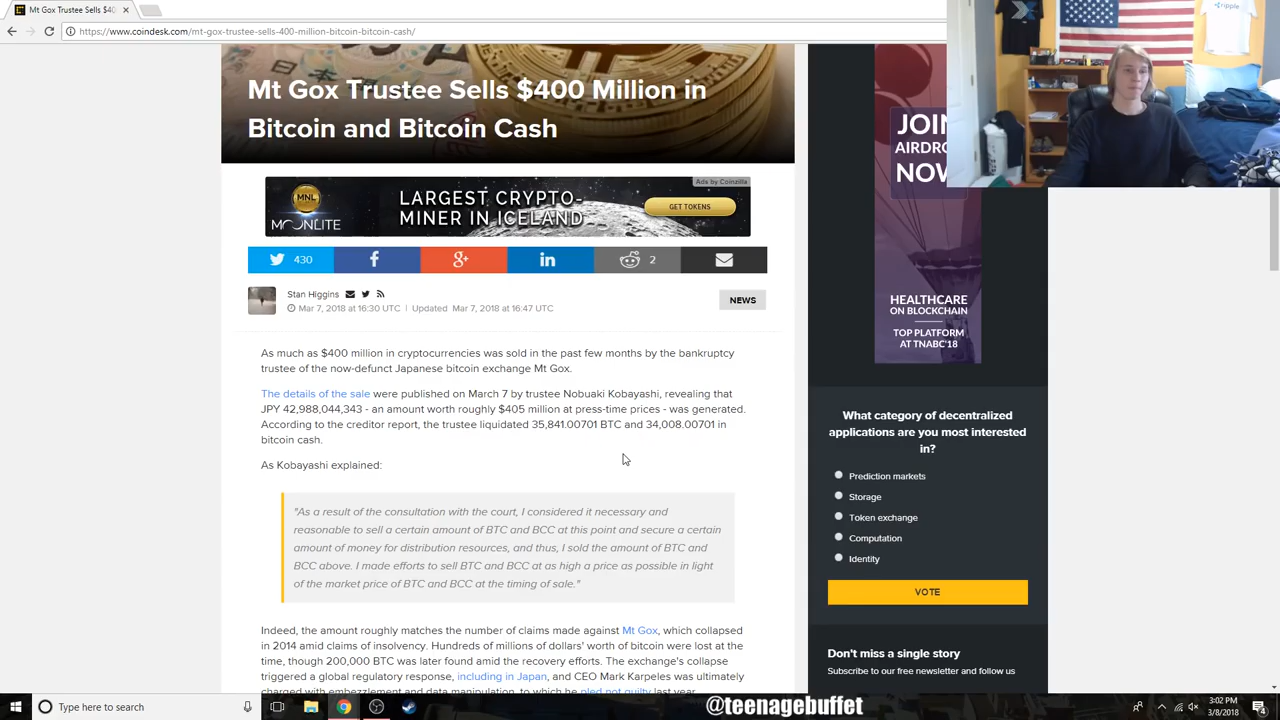 Mt Gox Trustee Sells $40
https://www.coindesk.com/mt-gox-trustee-sells-400-million-bitcoin-bitcoin-cash/
ripple
Mt Gox Trustee Sells $400 Million in
Bitcoin and Bitcoin Cash
Ads by Coinzilla
MNL
MOONLITE
LARGEST CRYPTO-
MINER IN ICELAND
GET TOKENS
430
f
g+
in
2
Stan Higgins
Mar 7, 2018 at 16:30 UTC | Updated Mar 7, 2018 at 16:47 UTC
NEWS
As much as $400 million in cryptocurrencies was sold in the past few months by the bankruptcy
trustee of the now-defunct Japanese bitcoin exchange Mt Gox.
The details of the sale were published on March 7 by trustee Nobuaki Kobayashi, revealing that
JPY 42,988,044,343 - an amount worth roughly $405 million at press-time prices - was generated.
According to the creditor report, the trustee liquidated 35,841.00701 BTC and 34,008.00701 in
bitcoin cash.
As Kobayashi explained:
"As a result of the consultation with the court, I considered it necessary and
reasonable to sell a certain amount of BTC and BCC at this point and secure a certain
amount of money for distribution resources, and thus, I sold the amount of BTC and
BCC above. I made efforts to sell BTC and BCC at as high a price as possible in light
of the market price of BTC and BCC at the timing of sale."
Indeed, the amount roughly matches the number of claims made against Mt Gox, which collapsed
in 2014 amid claims of insolvency. Hundreds of millions of dollars' worth of bitcoin were lost at the
time, though 200,000 BTC was later found amid the recovery efforts. The exchange's collapse
triggered a global regulatory response, including in Japan, and CEO Mark Karpeles was ultimately
charged with embezzlement and data manipulation, to which he pled not guilty last year.
JOIN
AIRDRO
NOW
HEALTHCARE
ON BLOCKCHAIN
TOP PLATFORM
AT TNABC'18
What category of decentralized
applications are you most interested
in?
Prediction markets
Storage
Token exchange
Computation
Identity
VOTE
Don't miss a single story
Subscribe to our free newsletter and follow us
Type here to search
@teenagebuffet
3:02 PM
3/8/2018
4